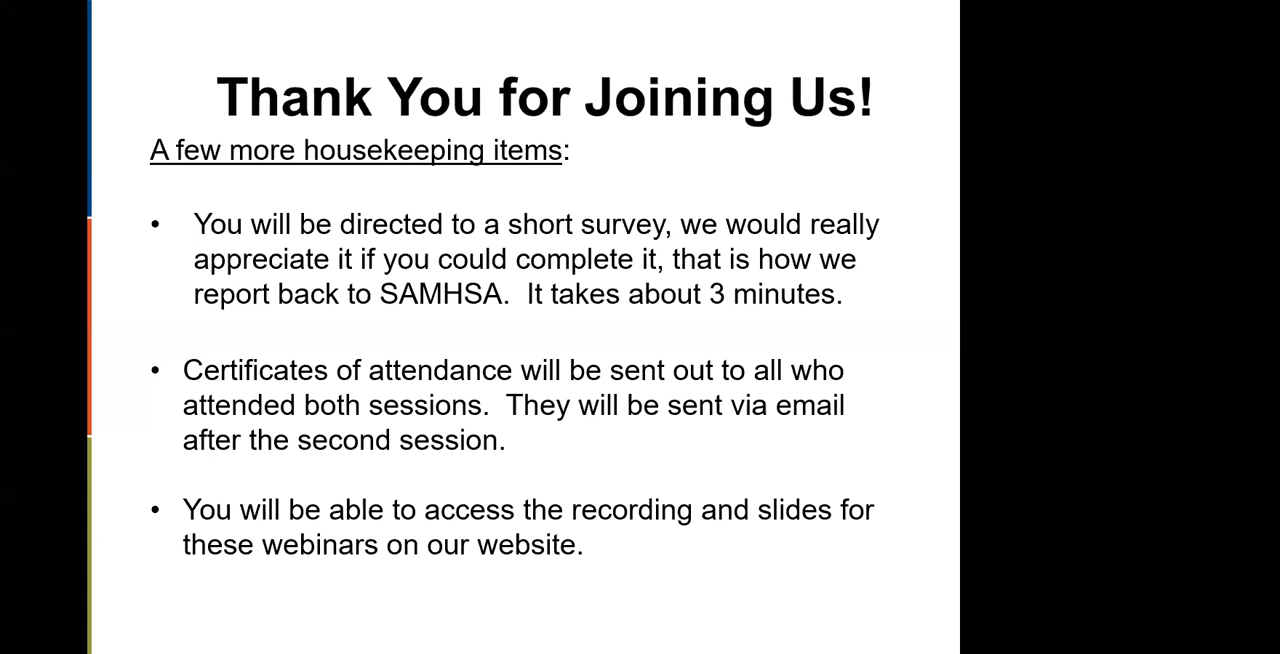 Thank You for Joining Us!
A few more housekeeping items:
• You will be directed to a short survey, we would really
appreciate it if you could complete it, that is how we
report back to SAMHSA.  It takes about 3 minutes.
• Certificates of attendance will be sent out to all who
attended both sessions.  They will be sent via email
after the second session.
• You will be able to access the recording and slides for
these webinars on our website.